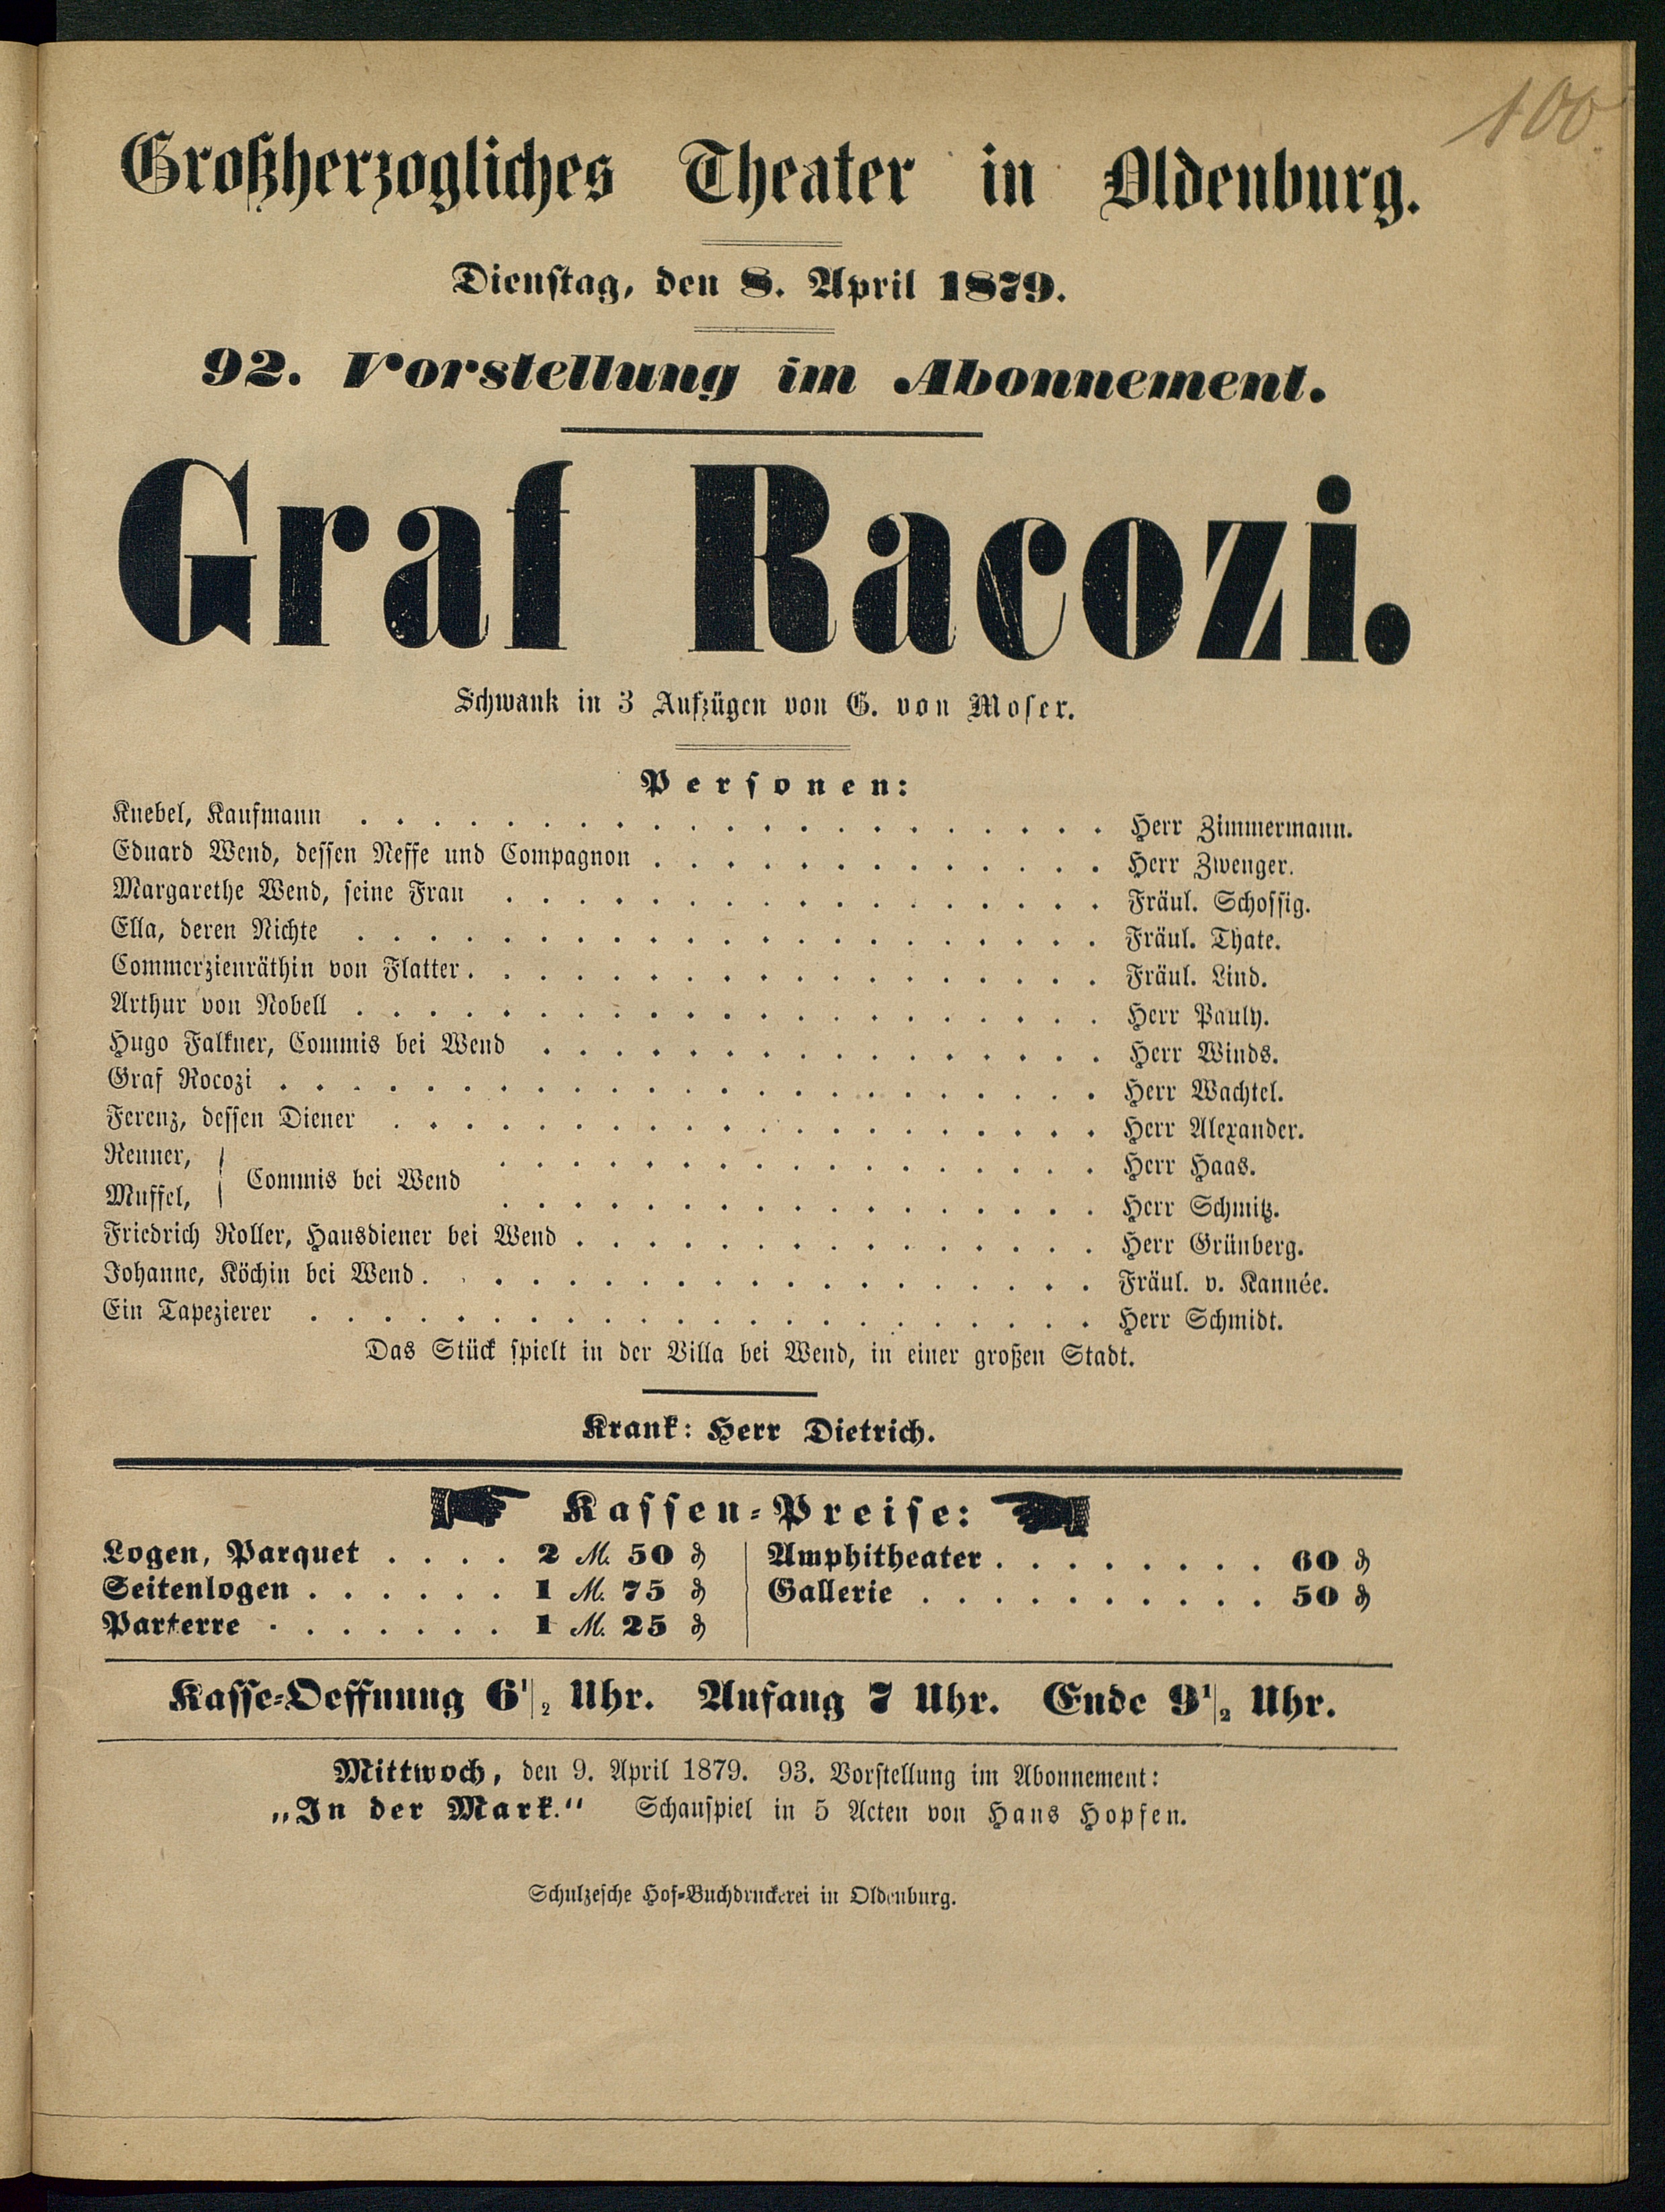 100.
Großherzogliches Theater in Oldenburg.
Dienstag, den 8. April 1879.
92. Vorstellung im Abonnement.
Graf Racozi.
Schwank in 3 Aufzügen von G. von Moser.
Personen:
Knebel, Kaufmann . . . . . . . . . . Herr Zimmermann.
Eduard Wend, dessen Neffe und Compagnon . . . . . . . . . . Herr Zwenger.
Margarethe Wend, seine Frau . . . . . . . . . . Fräul. Schossig.
Ella, deren Nichte . . . . . . . . . . Fräul. Thate.
Commerzienräthin von Flatter . . . . . . . . . . Fräul. Lind.
Arthur von Nobell . . . . . . . . . . Herr Pauly.
Hugo Falkner, Commis bei Wend . . . . . . . . . . Herr Winds.
Graf Rocozi . . . . . . . . . . Herr Wachtel.
Ferenz, dessen Diener . . . . . . . . . . Herr Alexander.
Renner, . . . . . . . . . . Herr Haas.
Commis bei Wend
Muffel, . . . . . . . . . . Herr Schmitz.
Friedrich Roller, Hausdiener bei Wend . . . . . . . . . . Herr Grünberg.
Johanne, Köchin bei Wend . . . . . . . . . . Fräul. v. Kannée.
Ein Tapezierer . . . . . . . . . . Herr Schmidt.
Das Stück spielt in der Villa bei Wend, in einer großen Stadt.
Krank: Herr Dietrich.
Kassen-Preise:
Logen, Parquet . . . . 2 M. 50 ₰
Seitenlogen . . . . . . 1 M. 75 ₰
Parterre . . . . . . . 1 M. 25 ₰
Amphitheater . . . . . . . . 60 ₰
Gallerie . . . . . . . . . . 50 ₰
Kasse-Oeffnung 6 1/2 Uhr. Anfang 7 Uhr. Ende 9 1/2 Uhr.
Mittwoch, den 9. April 1879. 93. Vorstellung im Abonnement:
„In der Mark.“ Schauspiel in 5 Acten von Hans Hopfen.
Schulzesche Hof-Buchdruckerei in Oldenburg.